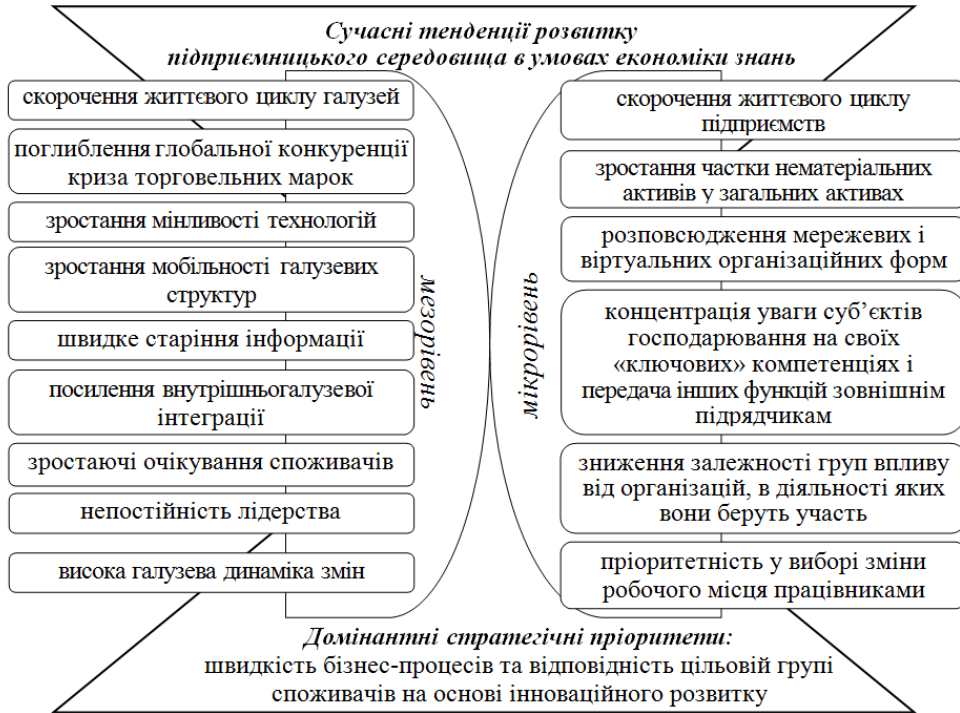 Сучасні тенденції розвитку
підприємницького середовища в умовах економіки знань
скорочення життєвого циклу галузей
поглиблення глобальної конкуренції
криза торговельних марок
зростання мінливості технологій
зростання мобільності галузевих
структур
швидке старіння інформації
посилення внутрішньогалузевої
інтеграції
зростаючі очікування споживачів
непостійність лідерства
висока галузева динаміка змін
мезорівень
мікрорівень
скорочення життєвого циклу
підприємств
зростання частки нематеріальних
активів у загальних активах
розповсюдження мережевих і
віртуальних організаційних форм
концентрація уваги суб’єктів
господарювання на своїх
«ключових» компетенціях і
передача інших функцій зовнішнім
підрядчикам
зниження залежності груп впливу
від організацій, в діяльності яких
вони беруть участь
пріоритетність у виборі зміни
робочого місця працівниками
Домінантні стратегічні пріоритети:
швидкість бізнес-процесів та відповідність цільовій групі
споживачів на основі інноваційного розвитку